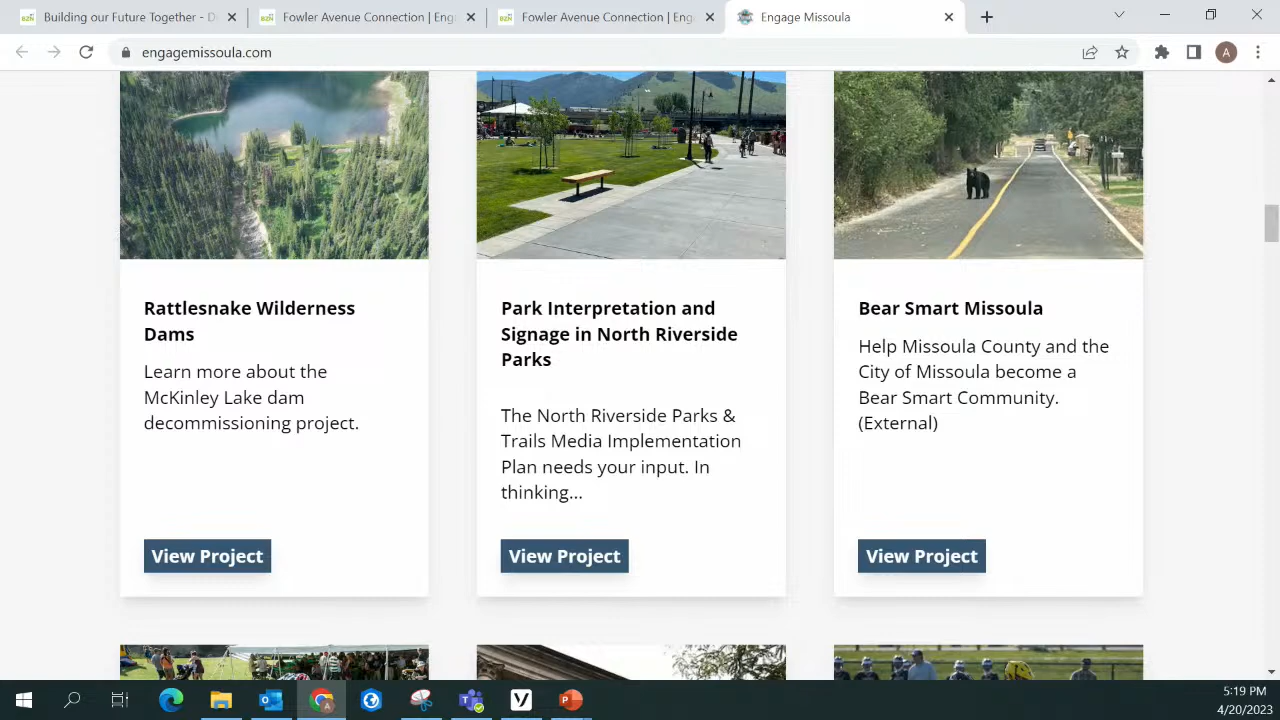 BZN Building our Future Together - D
BZN Fowler Avenue Connection | Eng
BZN Fowler Avenue Connection | Eng
Engage Missoula
engagemissoula.com
A
Rattlesnake Wilderness
Dams
Learn more about the
McKinley Lake dam
decommissioning project.
View Project
Park Interpretation and
Signage in North Riverside
Parks
The North Riverside Parks &
Trails Media Implementation
Plan needs your input. In
thinking...
View Project
Bear Smart Missoula
Help Missoula County and the
City of Missoula become a
Bear Smart Community.
(External)
View Project
5:19 PM
4/20/2023